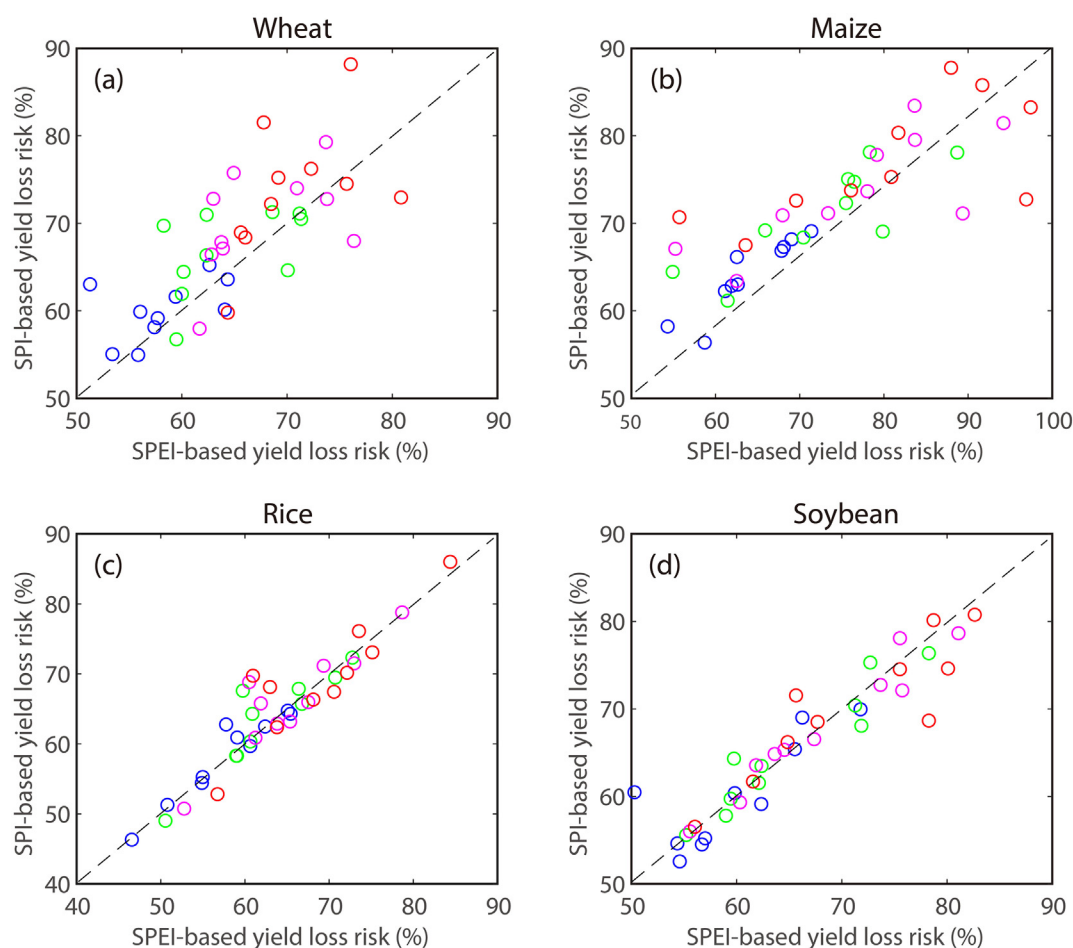 Wheat
(a)
90
80
70
60
50
SPI-based yield loss risk (%)
50 60 70 80 90
SPEI-based yield loss risk (%)
Maize
(b)
90
80
70
60
50
SPI-based yield loss risk (%)
50 60 70 80 90 100
SPEI-based yield loss risk (%)
Rice
(c)
90
80
70
60
50
40
SPI-based yield loss risk (%)
40 50 60 70 80 90
SPEI-based yield loss risk (%)
Soybean
(d)
90
80
70
60
50
SPI-based yield loss risk (%)
50 60 70 80 90
SPEI-based yield loss risk (%)